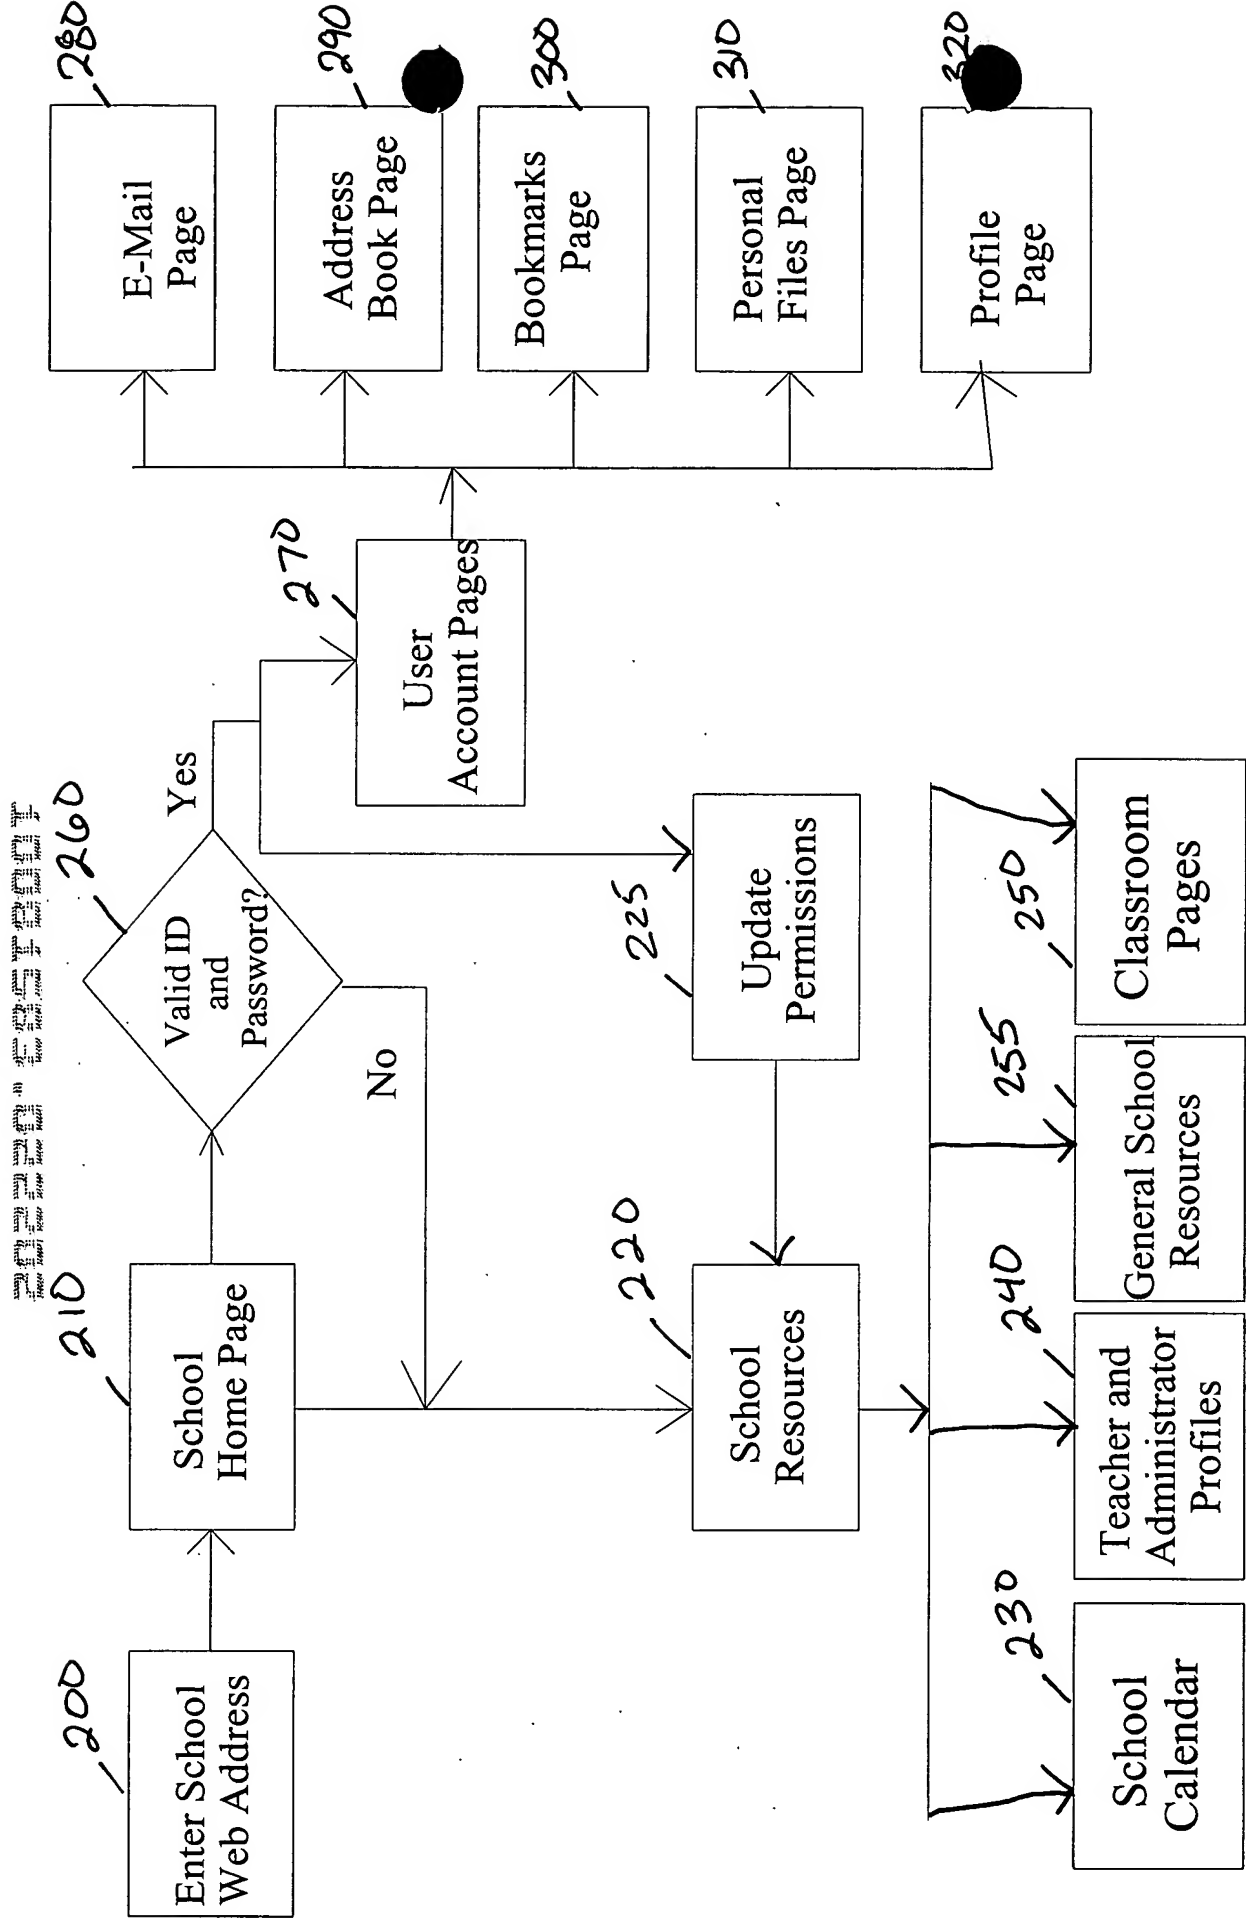 200
Enter School
Web Address
210
School
Home Page
260
Valid ID
and
Password?
Yes
No
270
User
Account Pages
280
E-Mail
Page
290
Address
Book Page
300
Bookmarks
Page
310
Personal
Files Page
320
Profile
Page
225
Update
Permissions
220
School
Resources
230
School
Calendar
240
Teacher and
Administrator
Profiles
255
General School
Resources
250
Classroom
Pages